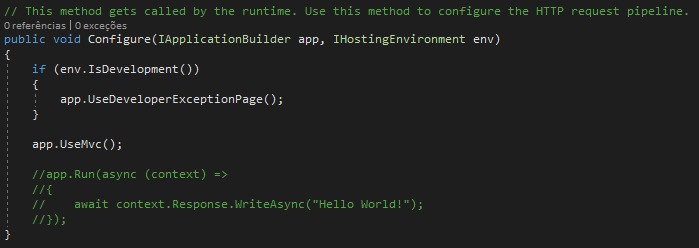 // This method gets called by the runtime. Use this method to configure the HTTP request pipeline.
0 referências | 0 exceções
public void Configure(IApplicationBuilder app, IHostingEnvironment env)
{
    if (env.IsDevelopment())
    {
        app.UseDeveloperExceptionPage();
    }
    app.UseMvc();
    //app.Run(async (context) =>
    //{
    //    await context.Response.WriteAsync("Hello World!");
    //});
}